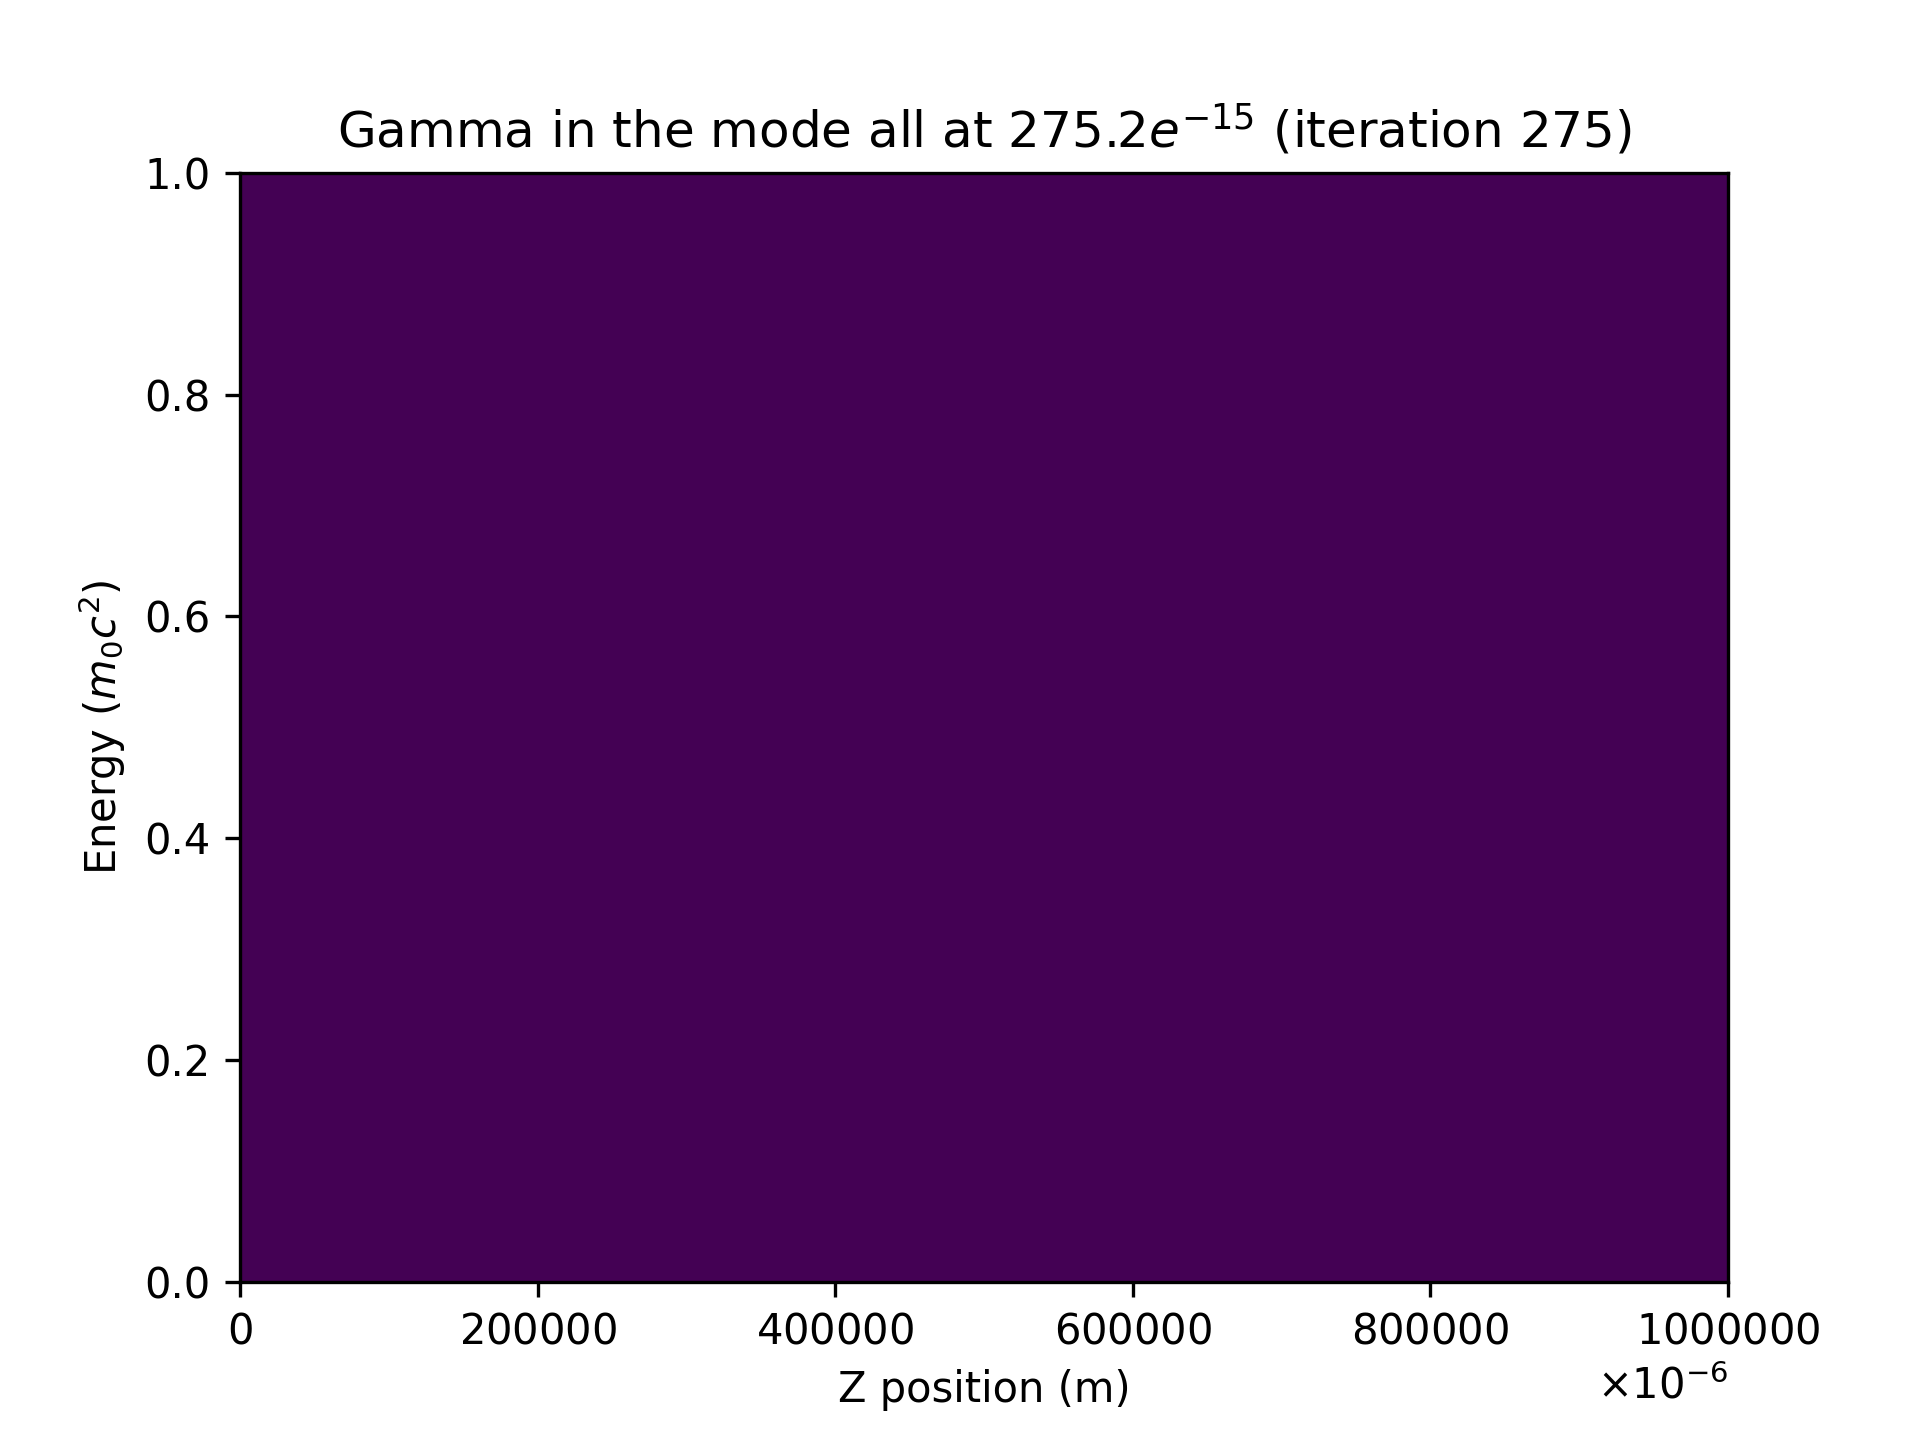 Gamma in the mode all at 275.2e⁻¹⁵ (iteration 275)
1.0
0.8
0.6
0.4
0.2
0.0
Energy (m₀c²)
0 200000 400000 600000 800000 1000000
×10⁻⁶
Z position (m)